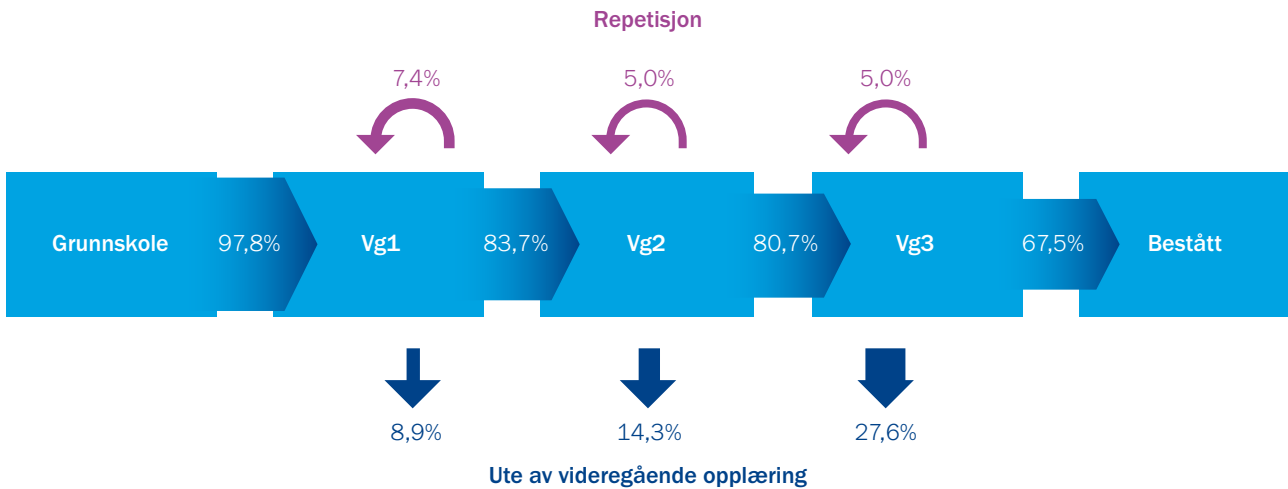 Repetisjon
7,4%
5,0%
5,0%
Grunnskole
97,8%
Vg1
83,7%
Vg2
80,7%
Vg3
67,5%
Bestått
8,9%
14,3%
27,6%
Ute av videregående opplæring